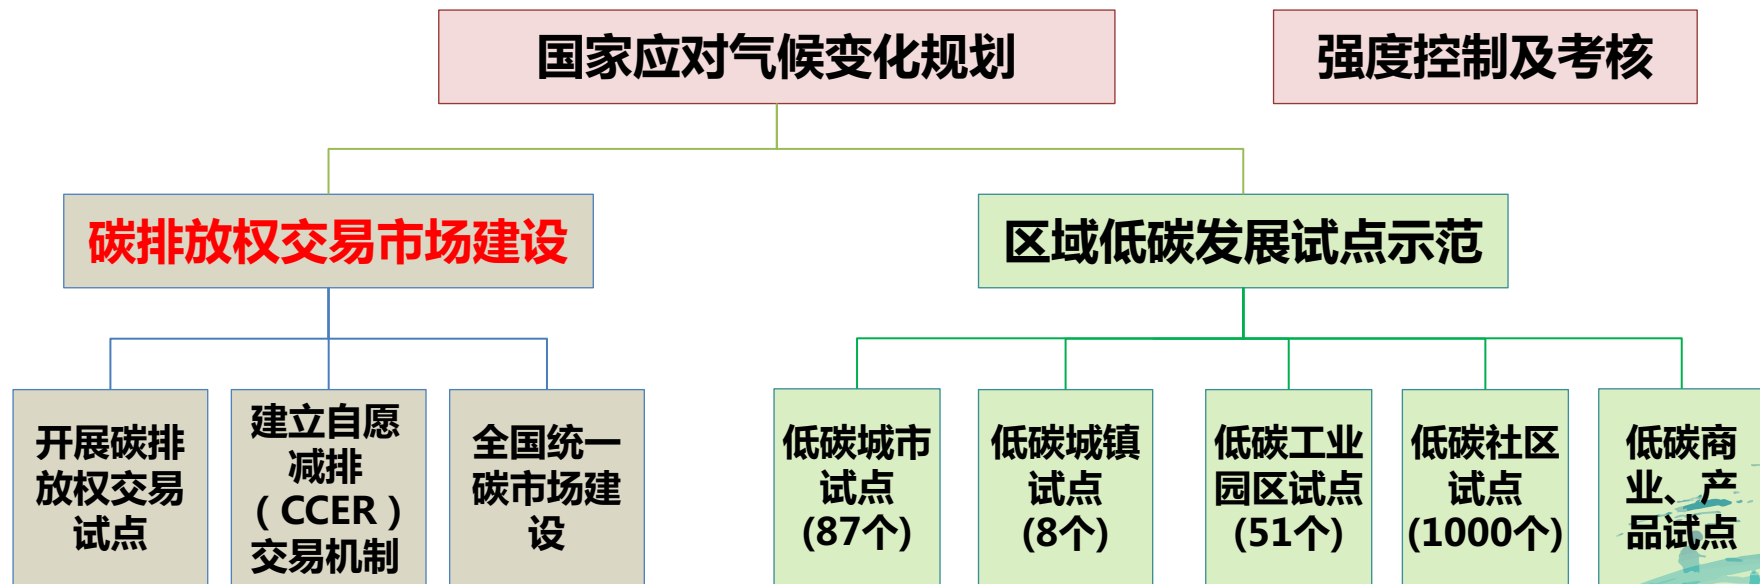 国家应对气候变化规划
强度控制及考核
碳排放权交易市场建设
区域低碳发展试点示范
开展碳排
放权交易
试点
建立自愿
减排
（CCER）
交易机制
全国统一
碳市场建
设
低碳城市
试点
(87个)
低碳城镇
试点
(8个)
低碳工业
园区试点
(51个)
低碳社区
试点
(1000个)
低碳商
业、产
品试点